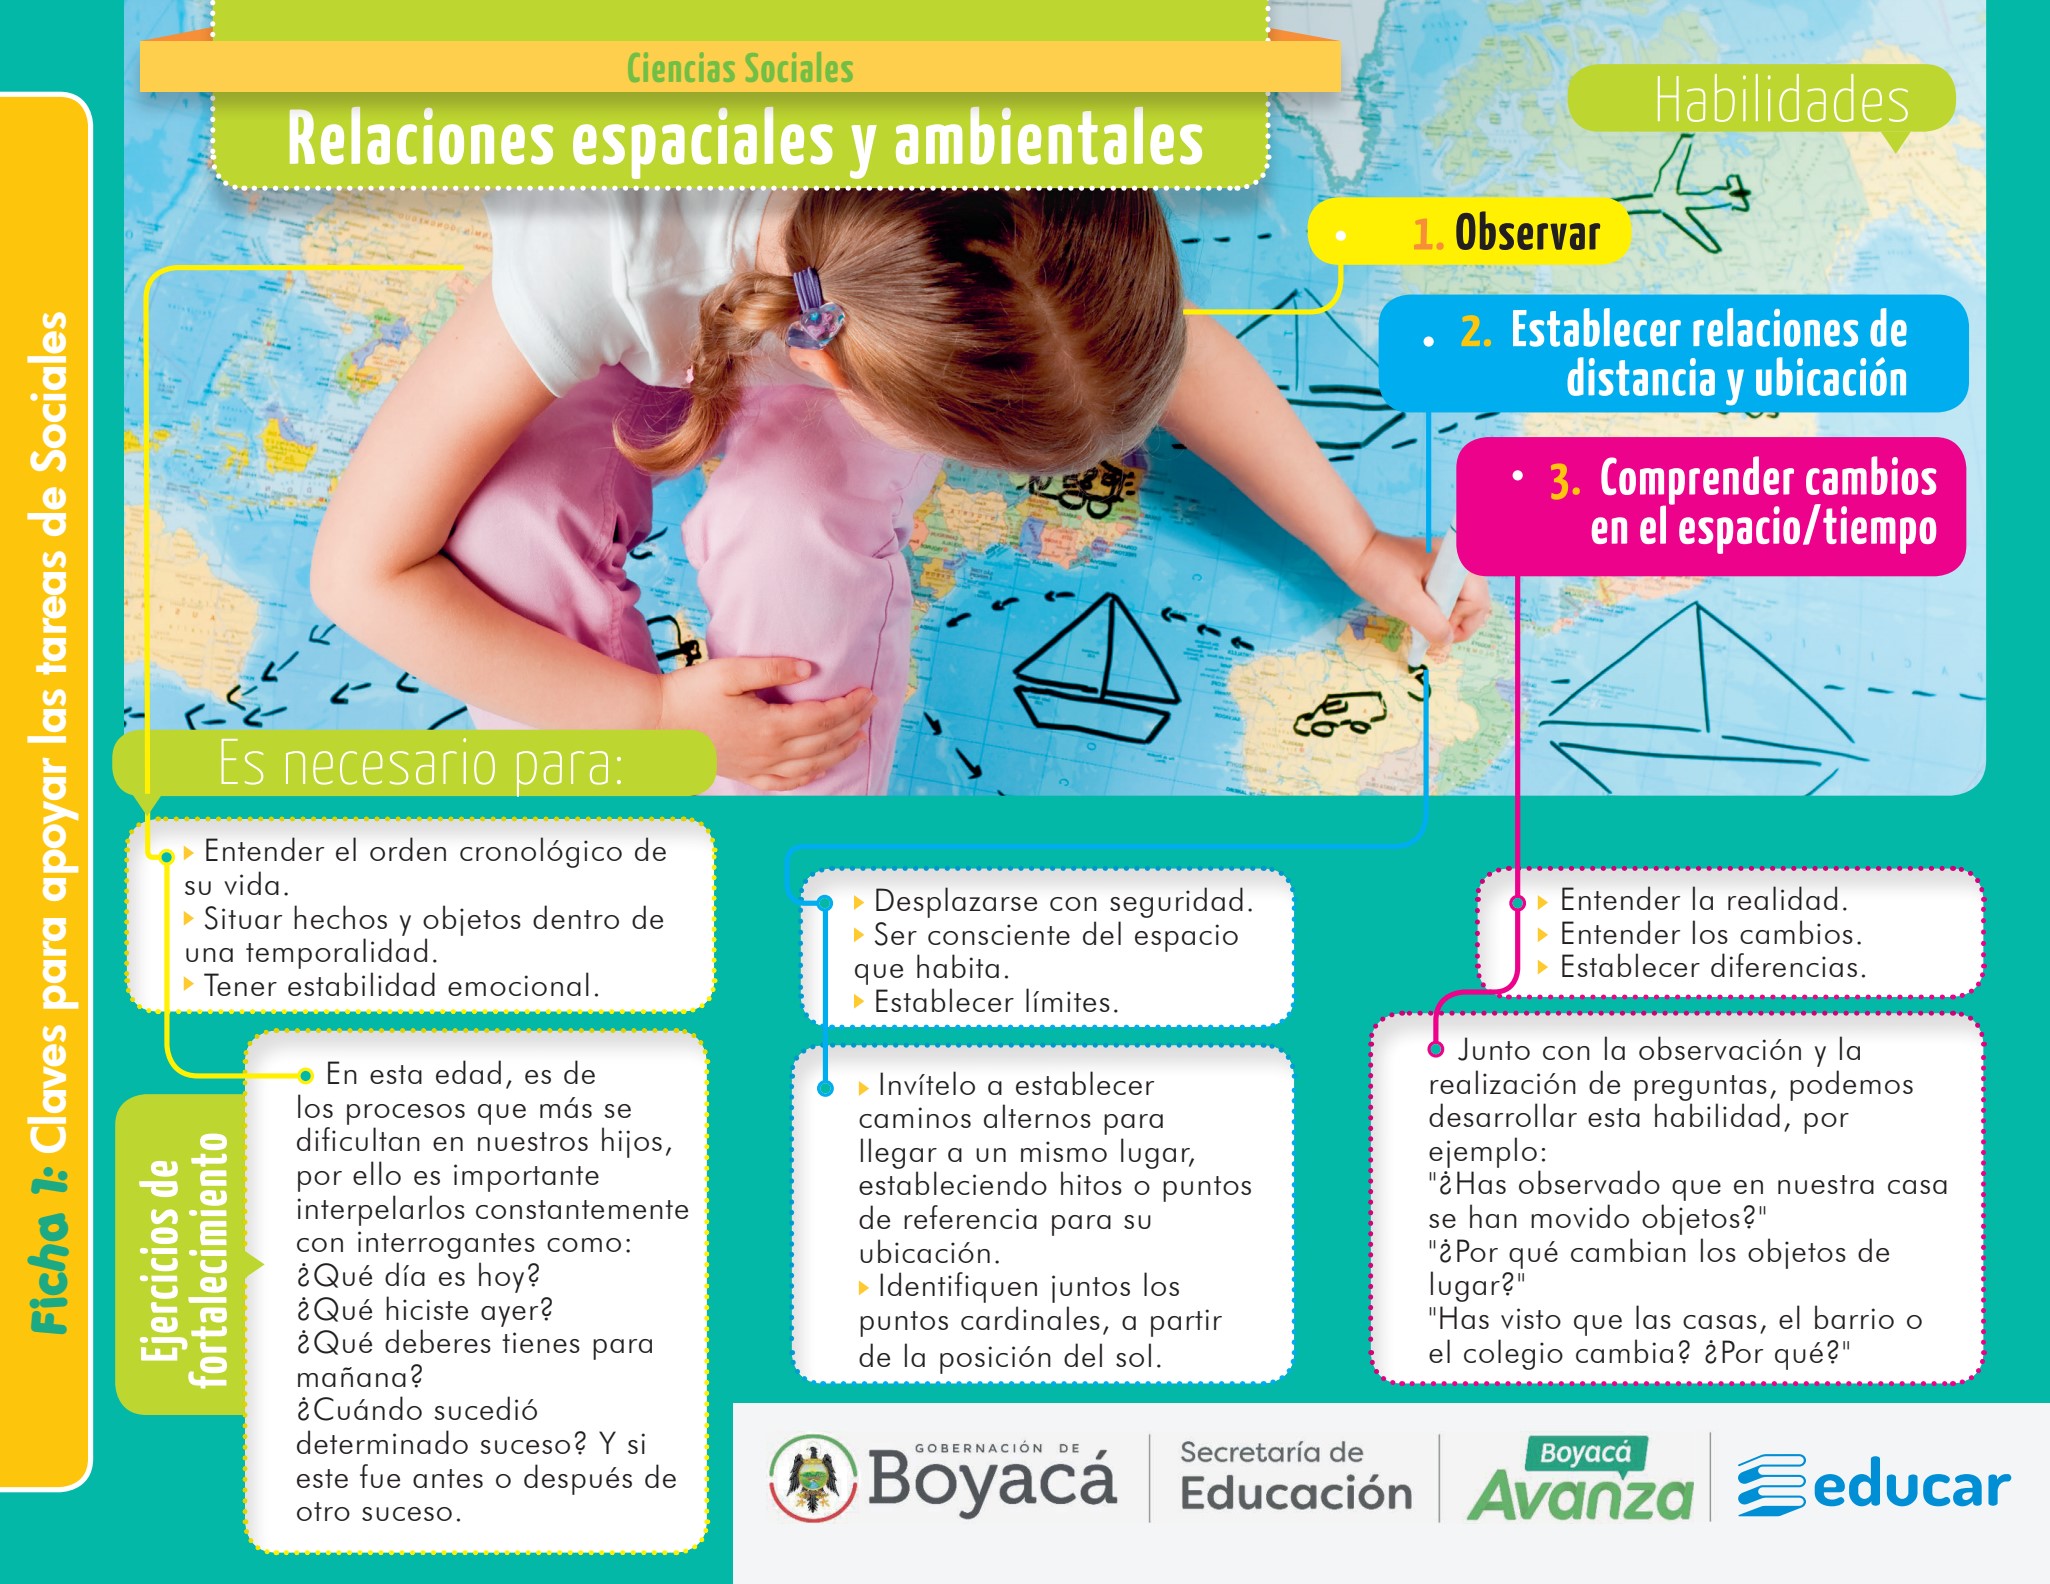 Ciencias Sociales
Relaciones espaciales y ambientales
Habilidades
1. Observar
2. Establecer relaciones de
distancia y ubicación
3. Comprender cambios
en el espacio/tiempo
Ficha 1: Claves para apoyar las tareas de Sociales
Es necesario para:
Entender el orden cronológico de
su vida.
Situar hechos y objetos dentro de
una temporalidad.
Tener estabilidad emocional.
Desplazarse con seguridad.
Ser consciente del espacio
que habita.
Establecer límites.
Entender la realidad.
Entender los cambios.
Establecer diferencias.
Ejercicios de
fortalecimiento
En esta edad, es de
los procesos que más se
dificultan en nuestros hijos,
por ello es importante
interpelarlos constantemente
con interrogantes como:
¿Qué día es hoy?
¿Qué hiciste ayer?
¿Qué deberes tienes para
mañana?
¿Cuándo sucedió
determinado suceso? Y si
este fue antes o después de
otro suceso.
Invítelo a establecer
caminos alternos para
llegar a un mismo lugar,
estableciendo hitos o puntos
de referencia para su
ubicación.
Identifiquen juntos los
puntos cardinales, a partir
de la posición del sol.
Junto con la observación y la
realización de preguntas, podemos
desarrollar esta habilidad, por
ejemplo:
"¿Has observado que en nuestra casa
se han movido objetos?"
"¿Por qué cambian los objetos de
lugar?"
"Has visto que las casas, el barrio o
el colegio cambia? ¿Por qué?"
GOBERNACIÓN DE
Boyacá
Secretaría de
Educación
Boyacá
Avanza
educar